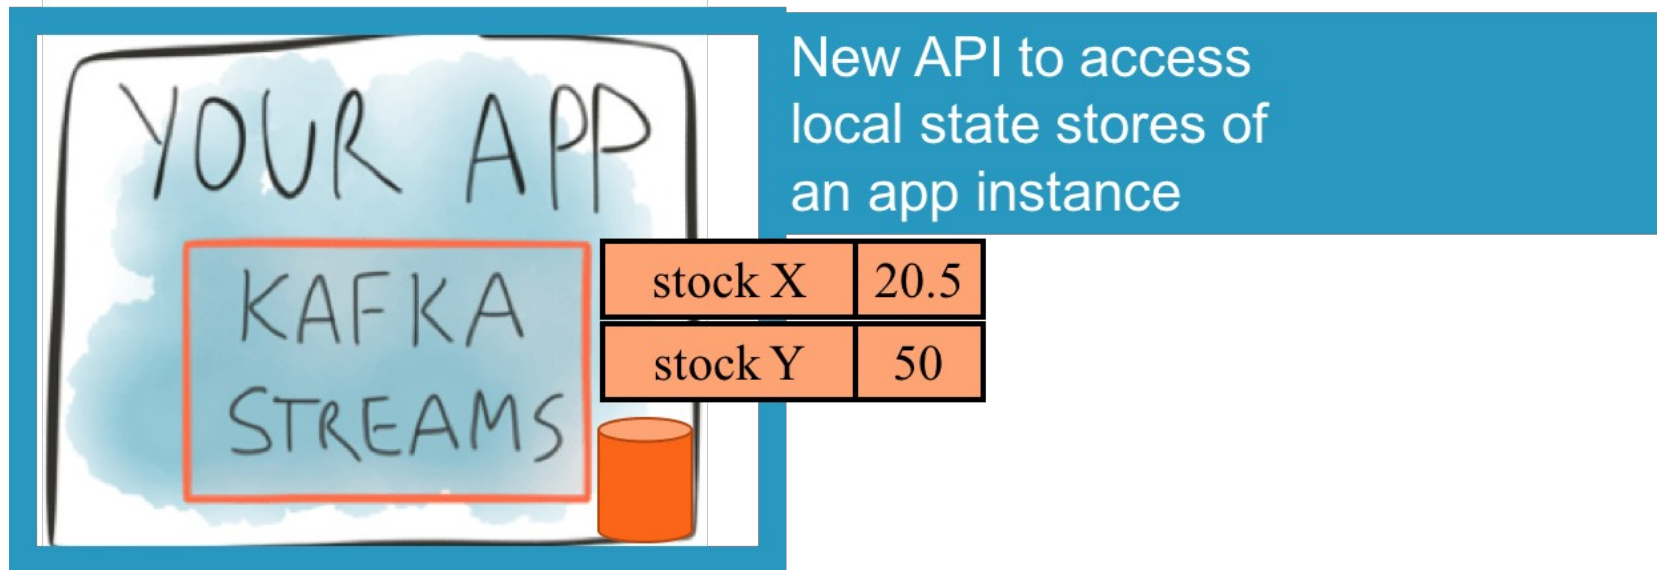 YOUR APP
KAFKA
STREAMS
New API to access
local state stores of
an app instance
stock X 20.5
stock Y 50